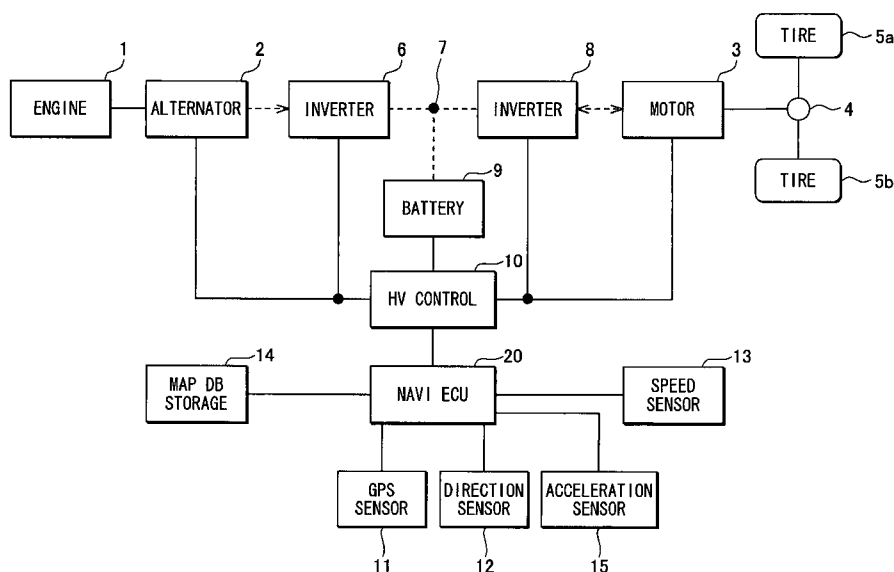 1
2
6
7
8
3
TIRE
5a
ENGINE
ALTERNATOR
INVERTER
INVERTER
MOTOR
4
TIRE
5b
9
BATTERY
10
HV CONTROL
14
20
13
MAP DB
STORAGE
NAVI ECU
SPEED
SENSOR
GPS
SENSOR
DIRECTION
SENSOR
ACCELERATION
SENSOR
11
12
15